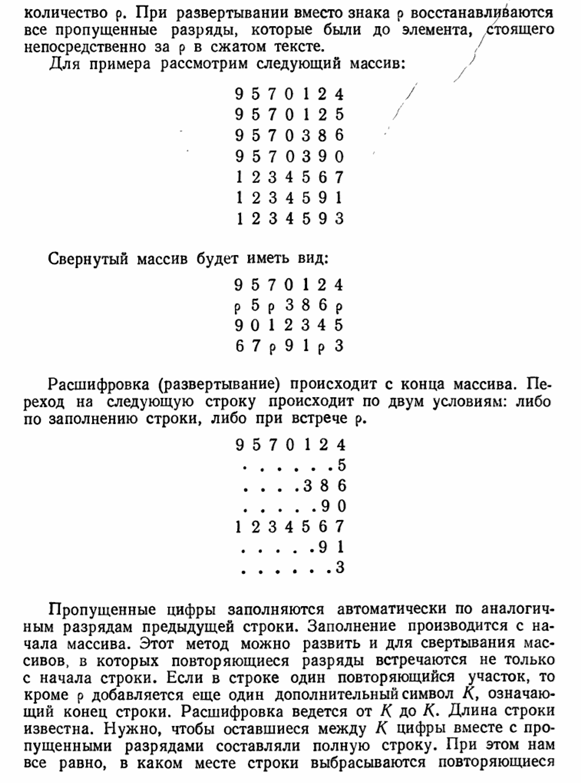 количество р. При развертывании вместо знака р восстанавливаются
все пропущенные разряды, которые были до элемента, стоящего
непосредственно за р в сжатом тексте.
Для примера рассмотрим следующий массив:
9 5 7 0 1 2 4
9 5 7 0 1 2 5
9 5 7 0 3 8 6
9 5 7 0 3 9 0
1 2 3 4 5 6 7
1 2 3 4 5 9 1
1 2 3 4 5 9 3
Свернутый массив будет иметь вид:
9 5 7 0 1 2 4
р 5 р 3 8 6 р
9 0 1 2 3 4 5
6 7 р 9 1 р 3
Расшифровка (развертывание) происходит с конца массива. Пе-
реход на следующую строку происходит по двум условиям: либо
по заполнению строки, либо при встрече р.
9 5 7 0 1 2 4
. . . . . . 5
. . . . 3 8 6
. . . . . 9 0
1 2 3 4 5 6 7
. . . . . 9 1
. . . . . . 3
Пропущенные цифры заполняются автоматически по аналогич-
ным разрядам предыдущей строки. Заполнение производится с на-
чала массива. Этот метод можно развить и для свертывания мас-
сивов, в которых повторяющиеся разряды встречаются не только
с начала строки. Если в строке один повторяющийся участок, то
кроме р добавляется еще один дополнительный символ К, означаю-
щий конец строки. Расшифровка ведется от К до К. Длина строки
известна. Нужно, чтобы оставшиеся между К цифры вместе с про-
пущенными разрядами составляли полную строку. При этом нам
все равно, в каком месте строки выбрасываются повторяющиеся